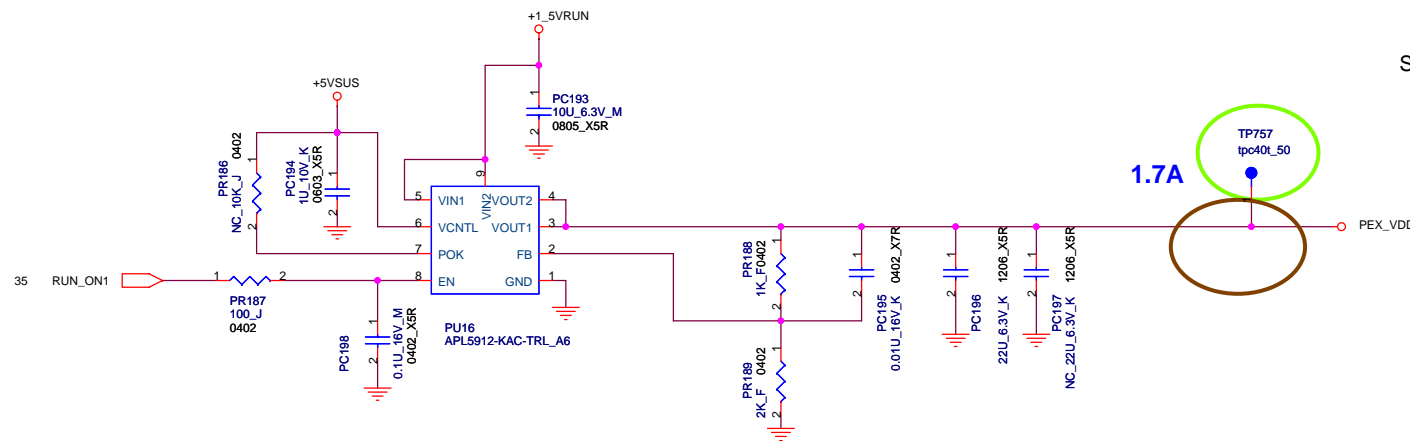 +1_5VRUN
S
+5VSUS
1
PC193
10U_6.3V_M
0805_X5R
2
TP757
tpc40t_50
1
PR186
0402
NC_10K_J
2
PC194
1U_10V_K
0603_X5R
1
2
1.7A
9
5
VIN1
VIN2
VOUT2
4
6
VCNTL
VOUT1
3
PEX_VDD
7
POK
FB
2
8
EN
GND
1
35
RUN_ON1
1
2
PR187
100_J
0402
PU16
APL5912-KAC-TRL_A6
PC198
0.1U_16V_M
0402_X5R
1
2
PR188
1K_F
0402
1
2
PC195
0.01U_16V_K
0402_X7R
1
2
PC196
22U_6.3V_K
1206_X5R
1
2
PC197
NC_22U_6.3V_K
1206_X5R
1
2
PR189
2K_F
0402
1
2